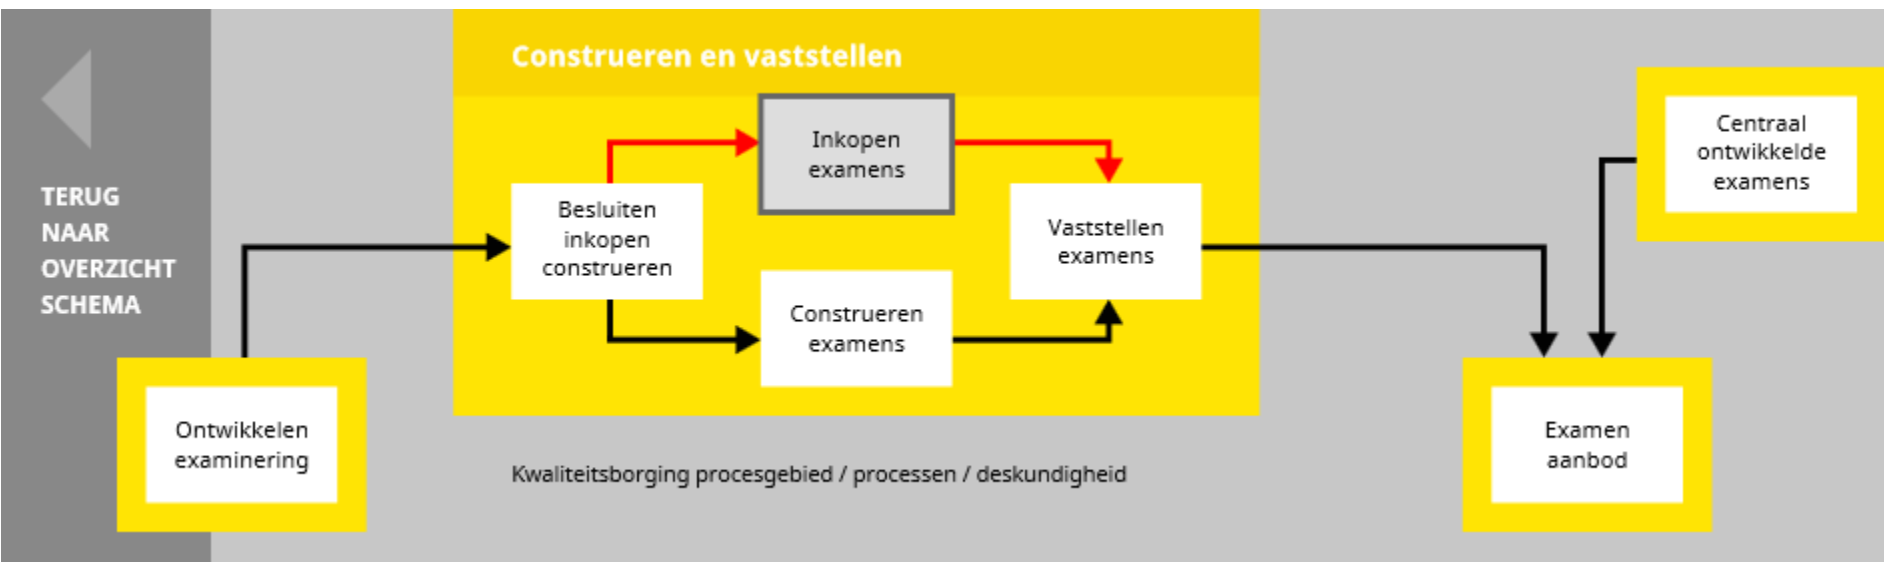 TERUG
NAAR
OVERZICHT
SCHEMA
Construeren en vaststellen
Ontwikkelen
examinering
Besluiten
inkopen
construeren
Inkopen
examens
Construeren
examens
Vaststellen
examens
Centraal
ontwikkelde
examens
Examen
aanbod
Kwaliteitsborging procesgebied / processen / deskundigheid